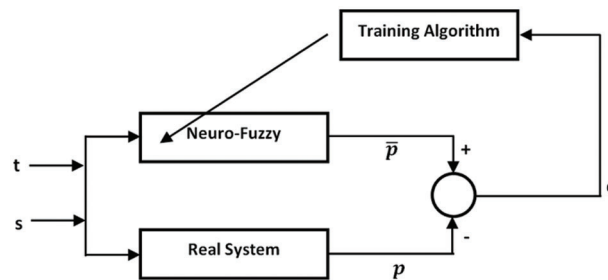 Training Algorithm
Neuro-Fuzzy
p̅
+
t
s
Real System
-
p